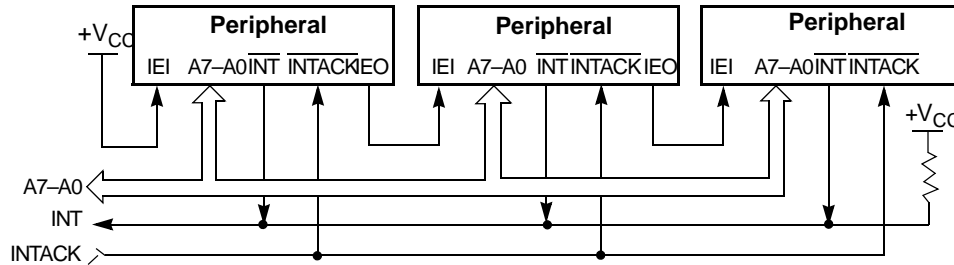 Peripheral Peripheral Peripheral
+VCC
IEI A7–A0 INT INTACK IEO IEI A7–A0 INT INTACK IEO IEI A7–A0 INT INTACK
+VCC
A7–A0
INT
INTACK